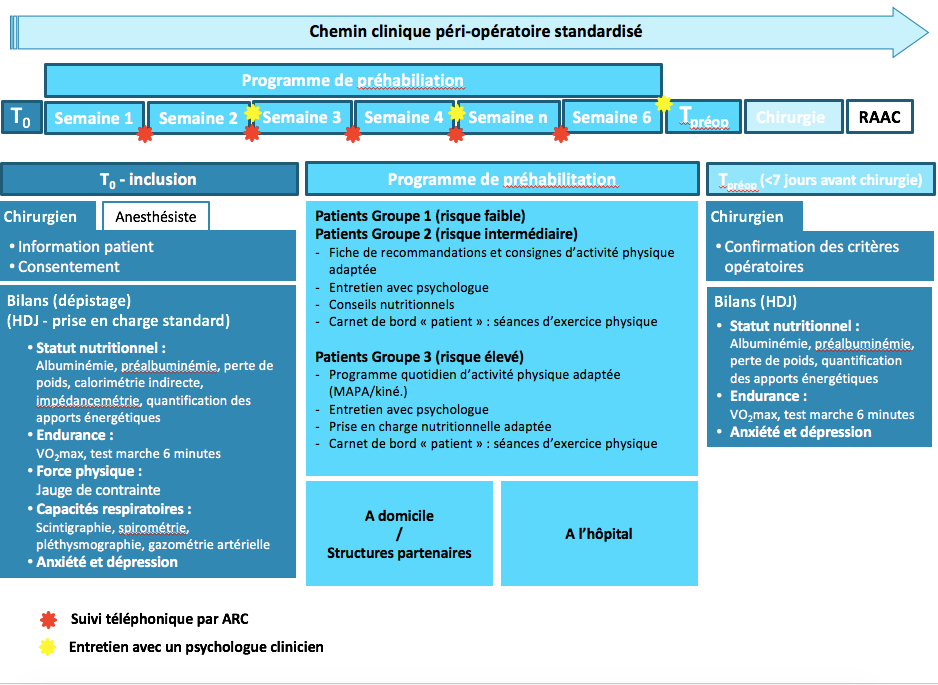 Chemin clinique péri-opératoire standardisé
Programme de préhabiliation
T0
Semaine 1
Semaine 2
Semaine 3
Semaine 4
Semaine n
Semaine 6
Tpréop
Chirurgie
RAAC
T0 - inclusion
Chirurgien
Anesthésiste
• Information patient
• Consentement
Bilans (dépistage)
(HDJ - prise en charge standard)
• Statut nutritionnel :
Albuminémie, préalbuminémie, perte de
poids, calorimétrie indirecte,
impédancemétrie, quantification des
apports énergétiques
• Endurance :
VO2max, test marche 6 minutes
• Force physique :
Jauge de contrainte
• Capacités respiratoires :
Scintigraphie, spirométrie,
pléthysmographie, gazométrie artérielle
• Anxiété et dépression
Programme de préhabilitation
Patients Groupe 1 (risque faible)
Patients Groupe 2 (risque intermédiaire)
- Fiche de recommandations et consignes d'activité physique
adaptée
- Entretien avec psychologue
- Conseils nutritionnels
- Carnet de bord « patient » : séances d'exercice physique
Patients Groupe 3 (risque élevé)
- Programme quotidien d'activité physique adaptée
(MAPA/kiné.)
- Entretien avec psychologue
- Prise en charge nutritionnelle adaptée
- Carnet de bord « patient » : séances d'exercice physique
A domicile
/
Structures partenaires
A l'hôpital
Tpréop (<7 jours avant chirurgie)
Chirurgien
• Confirmation des critères
opératoires
Bilans (HDJ)
• Statut nutritionnel :
Albuminémie, préalbuminémie,
perte de poids, quantification
des apports énergétiques
• Endurance :
VO2max, test marche 6 minutes
• Anxiété et dépression
Suivi téléphonique par ARC
Entretien avec un psychologue clinicien